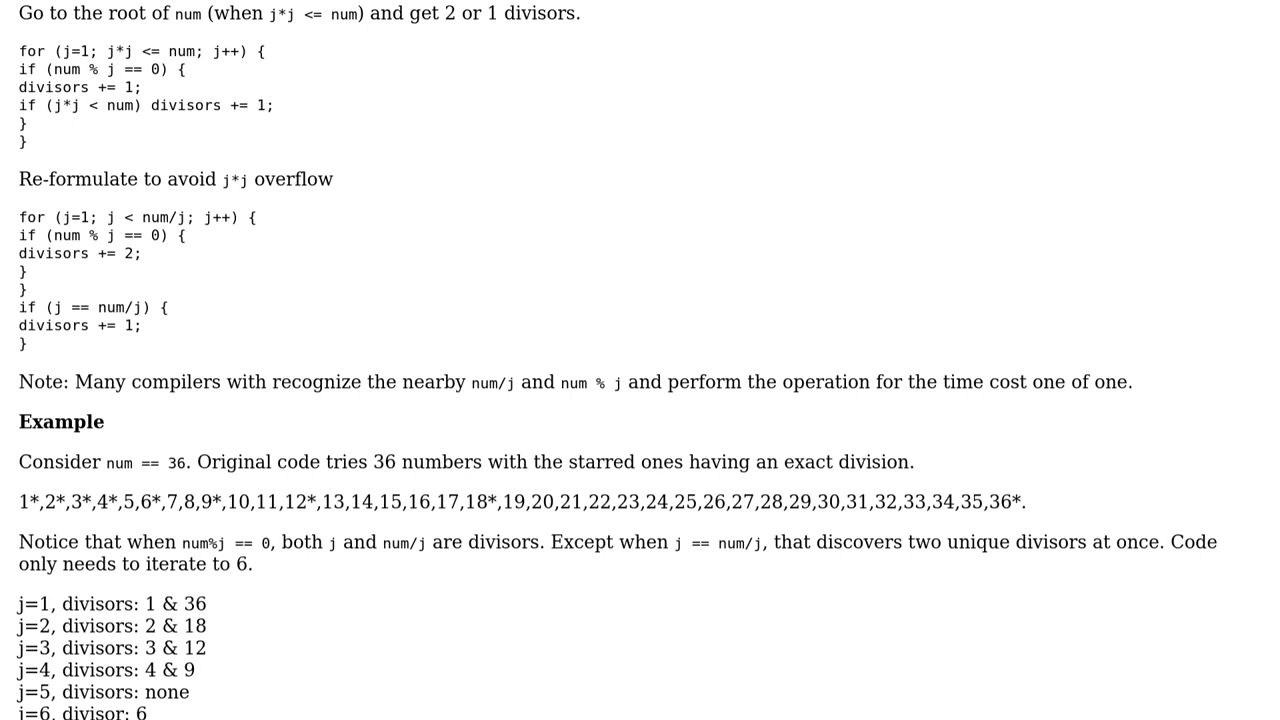 Go to the root of num (when j*j <= num) and get 2 or 1 divisors.
for (j=1; j*j <= num; j++) {
if (num % j == 0) {
divisors += 1;
if (j*j < num) divisors += 1;
}
}
Re-formulate to avoid j*j overflow
for (j=1; j < num/j; j++) {
if (num % j == 0) {
divisors += 2;
}
}
if (j == num/j) {
divisors += 1;
}
Note: Many compilers with recognize the nearby num/j and num % j and perform the operation for the time cost one of one.
Example
Consider num == 36. Original code tries 36 numbers with the starred ones having an exact division.
1*,2*,3*,4*,5,6*,7,8,9*,10,11,12*,13,14,15,16,17,18*,19,20,21,22,23,24,25,26,27,28,29,30,31,32,33,34,35,36*.
Notice that when num%j == 0, both j and num/j are divisors. Except when j == num/j, that discovers two unique divisors at once. Code
only needs to iterate to 6.
j=1, divisors: 1 & 36
j=2, divisors: 2 & 18
j=3, divisors: 3 & 12
j=4, divisors: 4 & 9
j=5, divisors: none
j=6, divisor: 6